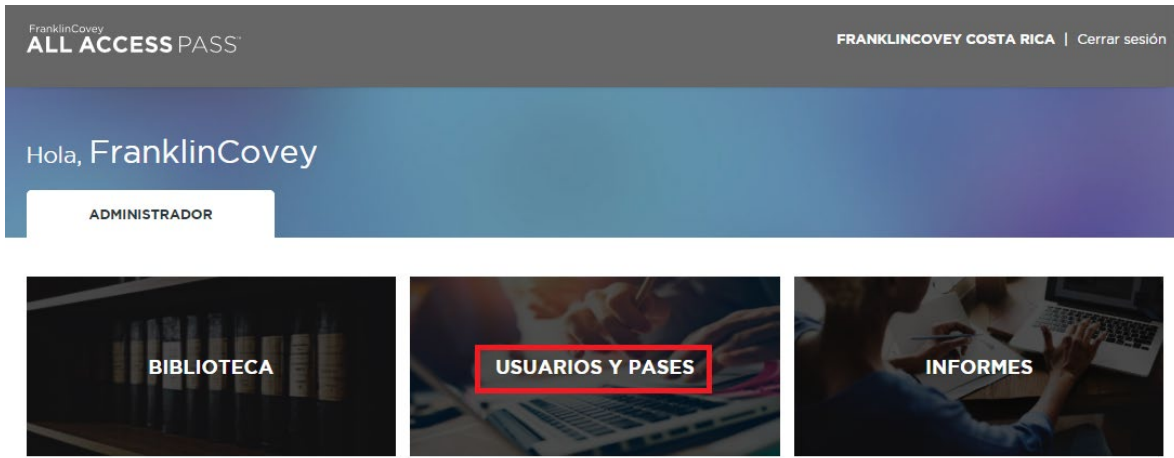 FranklinCovey
ALL ACCESS PASS
FRANKLINCOVEY COSTA RICA | Cerrar sesión
Hola, FranklinCovey
ADMINISTRADOR
BIBLIOTECA
USUARIOS Y PASES
INFORMES